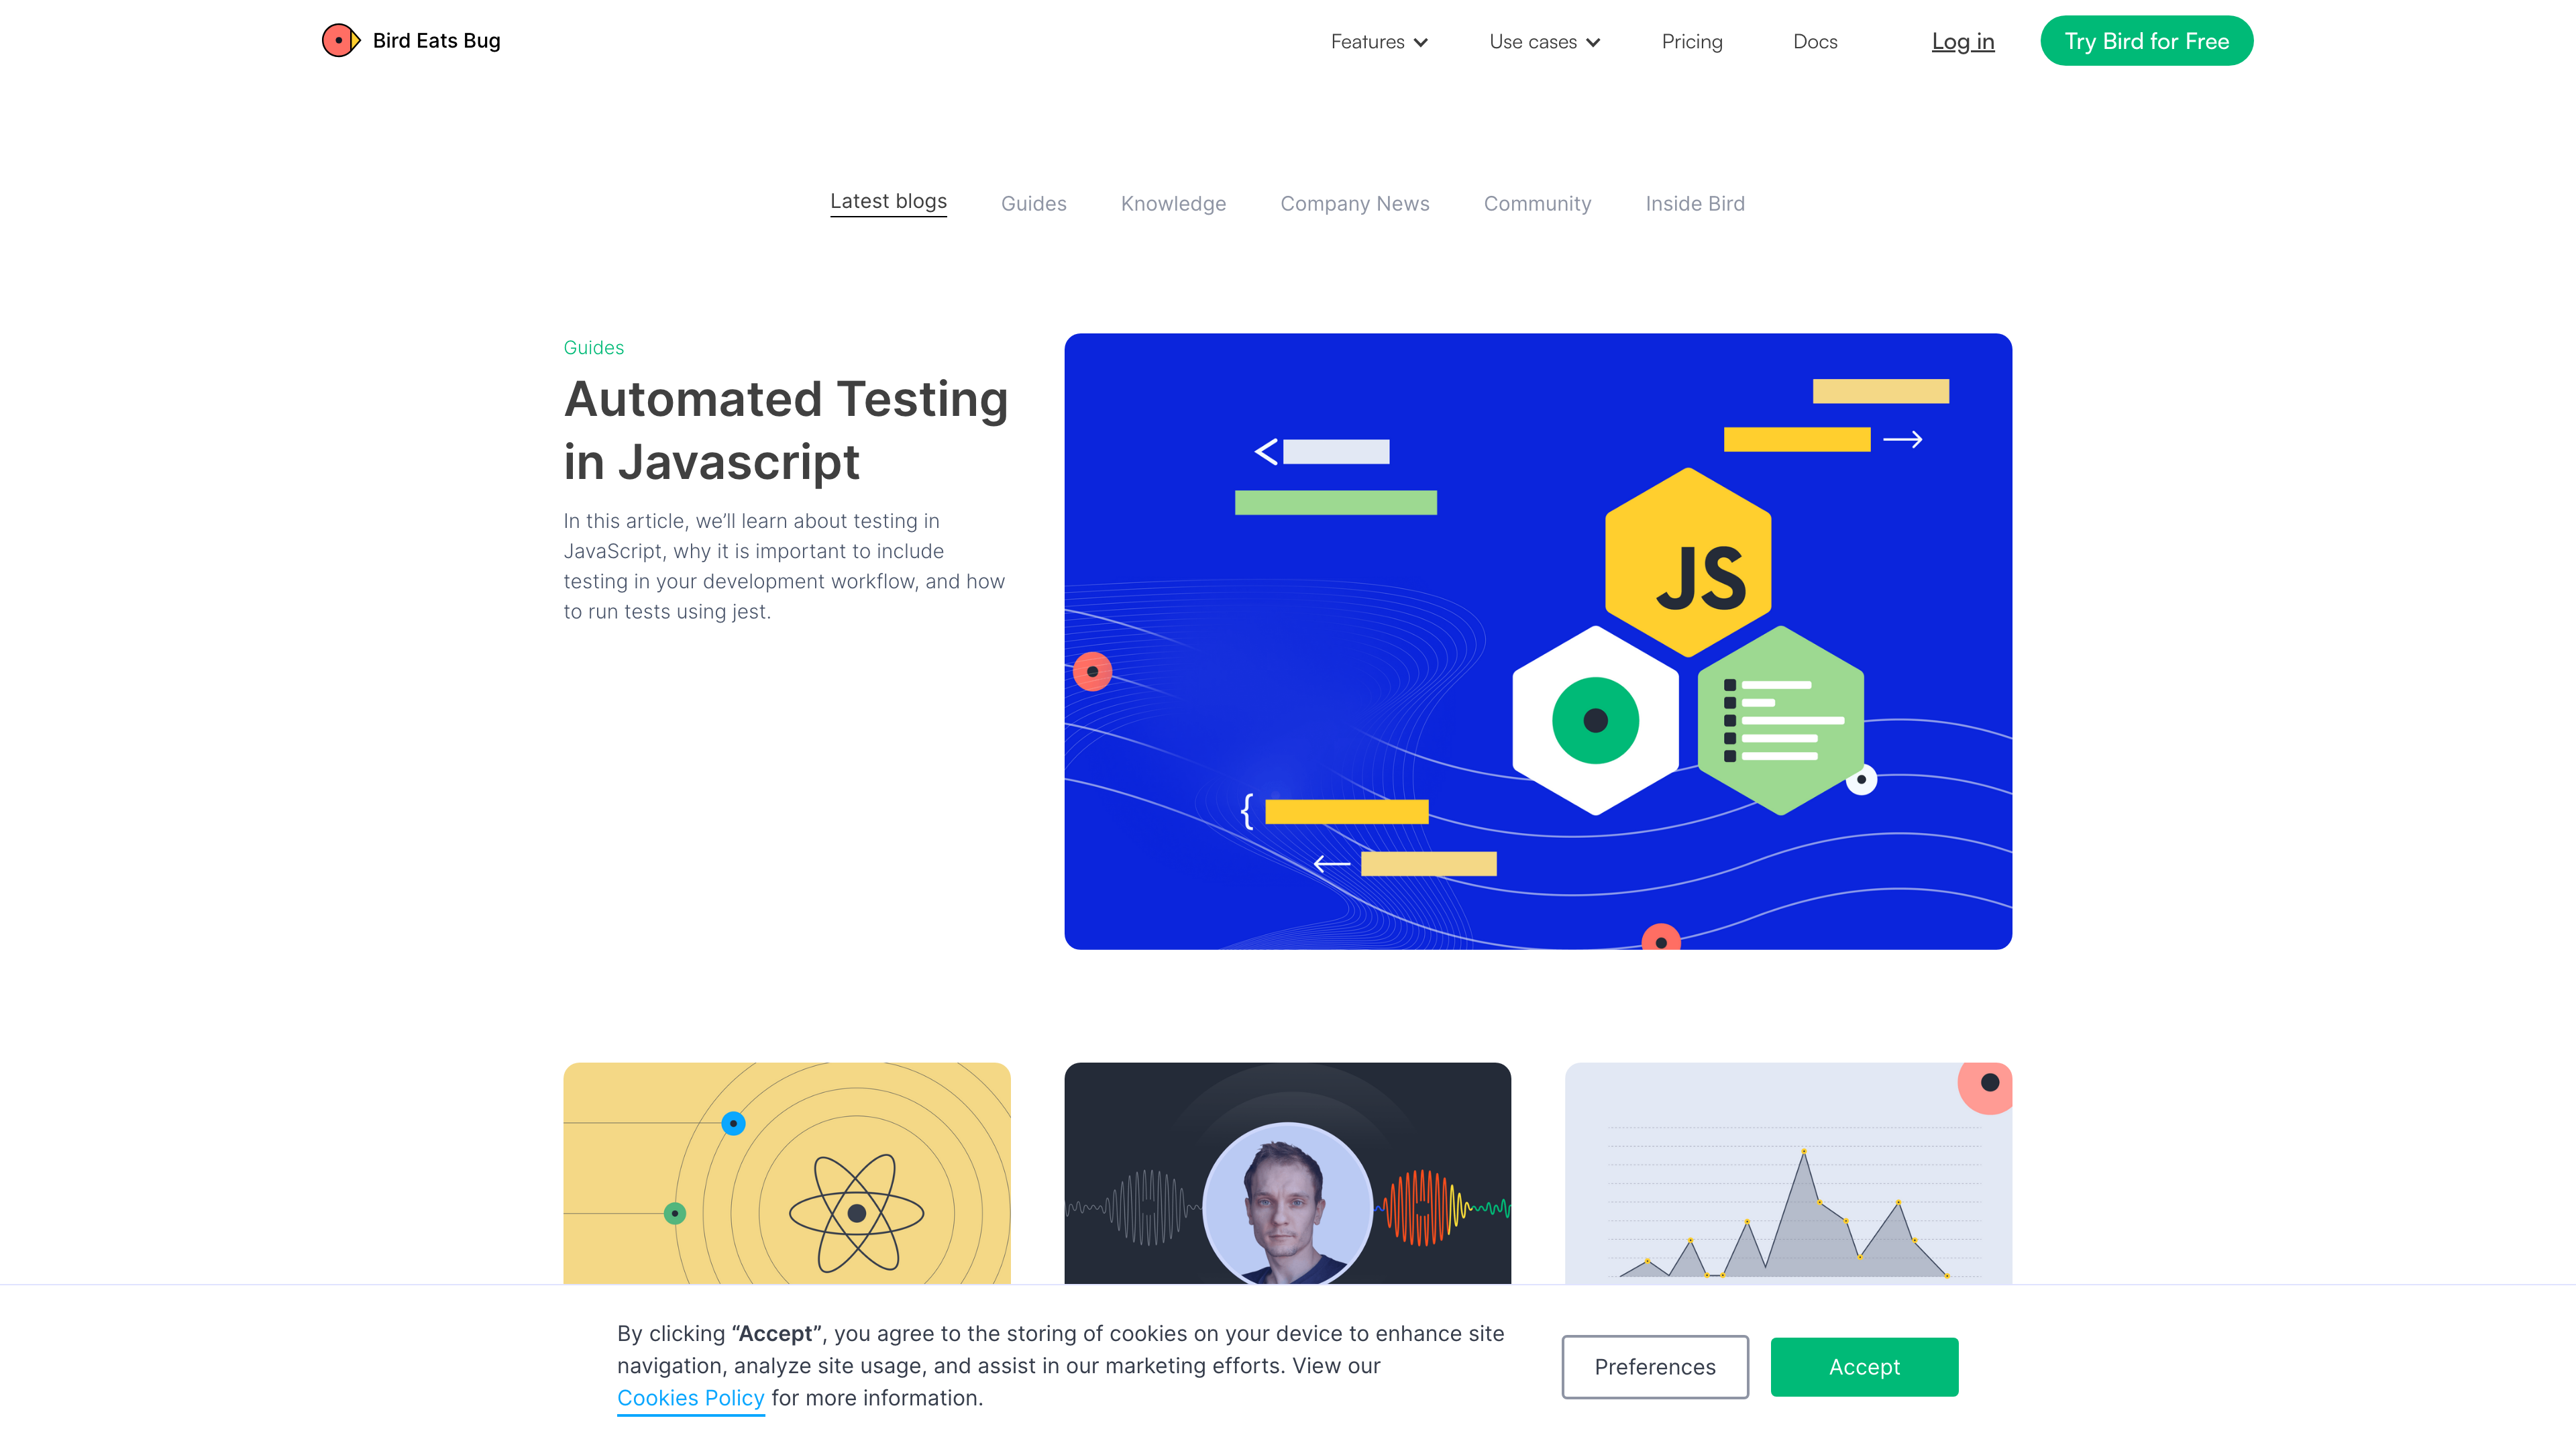 Bird Eats Bug
Features
Use cases
Pricing
Docs
Log in
Try Bird for Free
Latest blogs
Guides
Knowledge
Company News
Community
Inside Bird
Guides
Automated Testing
in Javascript
In this article, we’ll learn about testing in
JavaScript, why it is important to include
testing in your development workflow, and how
to run tests using jest.
<
→
JS
{
←
By clicking “Accept”, you agree to the storing of cookies on your device to enhance site
navigation, analyze site usage, and assist in our marketing efforts. View our
Cookies Policy for more information.
Preferences
Accept